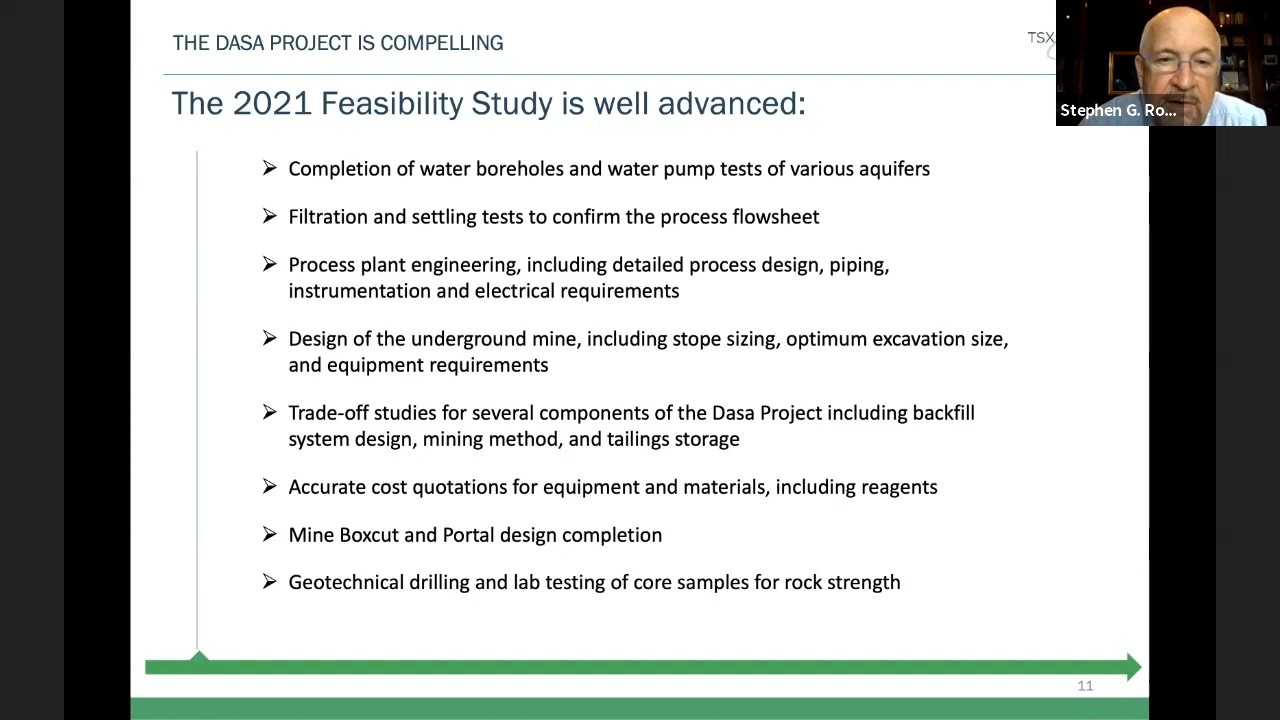 THE DASA PROJECT IS COMPELLING
TSX
Stephen G. Ro...
The 2021 Feasibility Study is well advanced:
➢ Completion of water boreholes and water pump tests of various aquifers
➢ Filtration and settling tests to confirm the process flowsheet
➢ Process plant engineering, including detailed process design, piping,
instrumentation and electrical requirements
➢ Design of the underground mine, including stope sizing, optimum excavation size,
and equipment requirements
➢ Trade-off studies for several components of the Dasa Project including backfill
system design, mining method, and tailings storage
➢ Accurate cost quotations for equipment and materials, including reagents
➢ Mine Boxcut and Portal design completion
➢ Geotechnical drilling and lab testing of core samples for rock strength
11